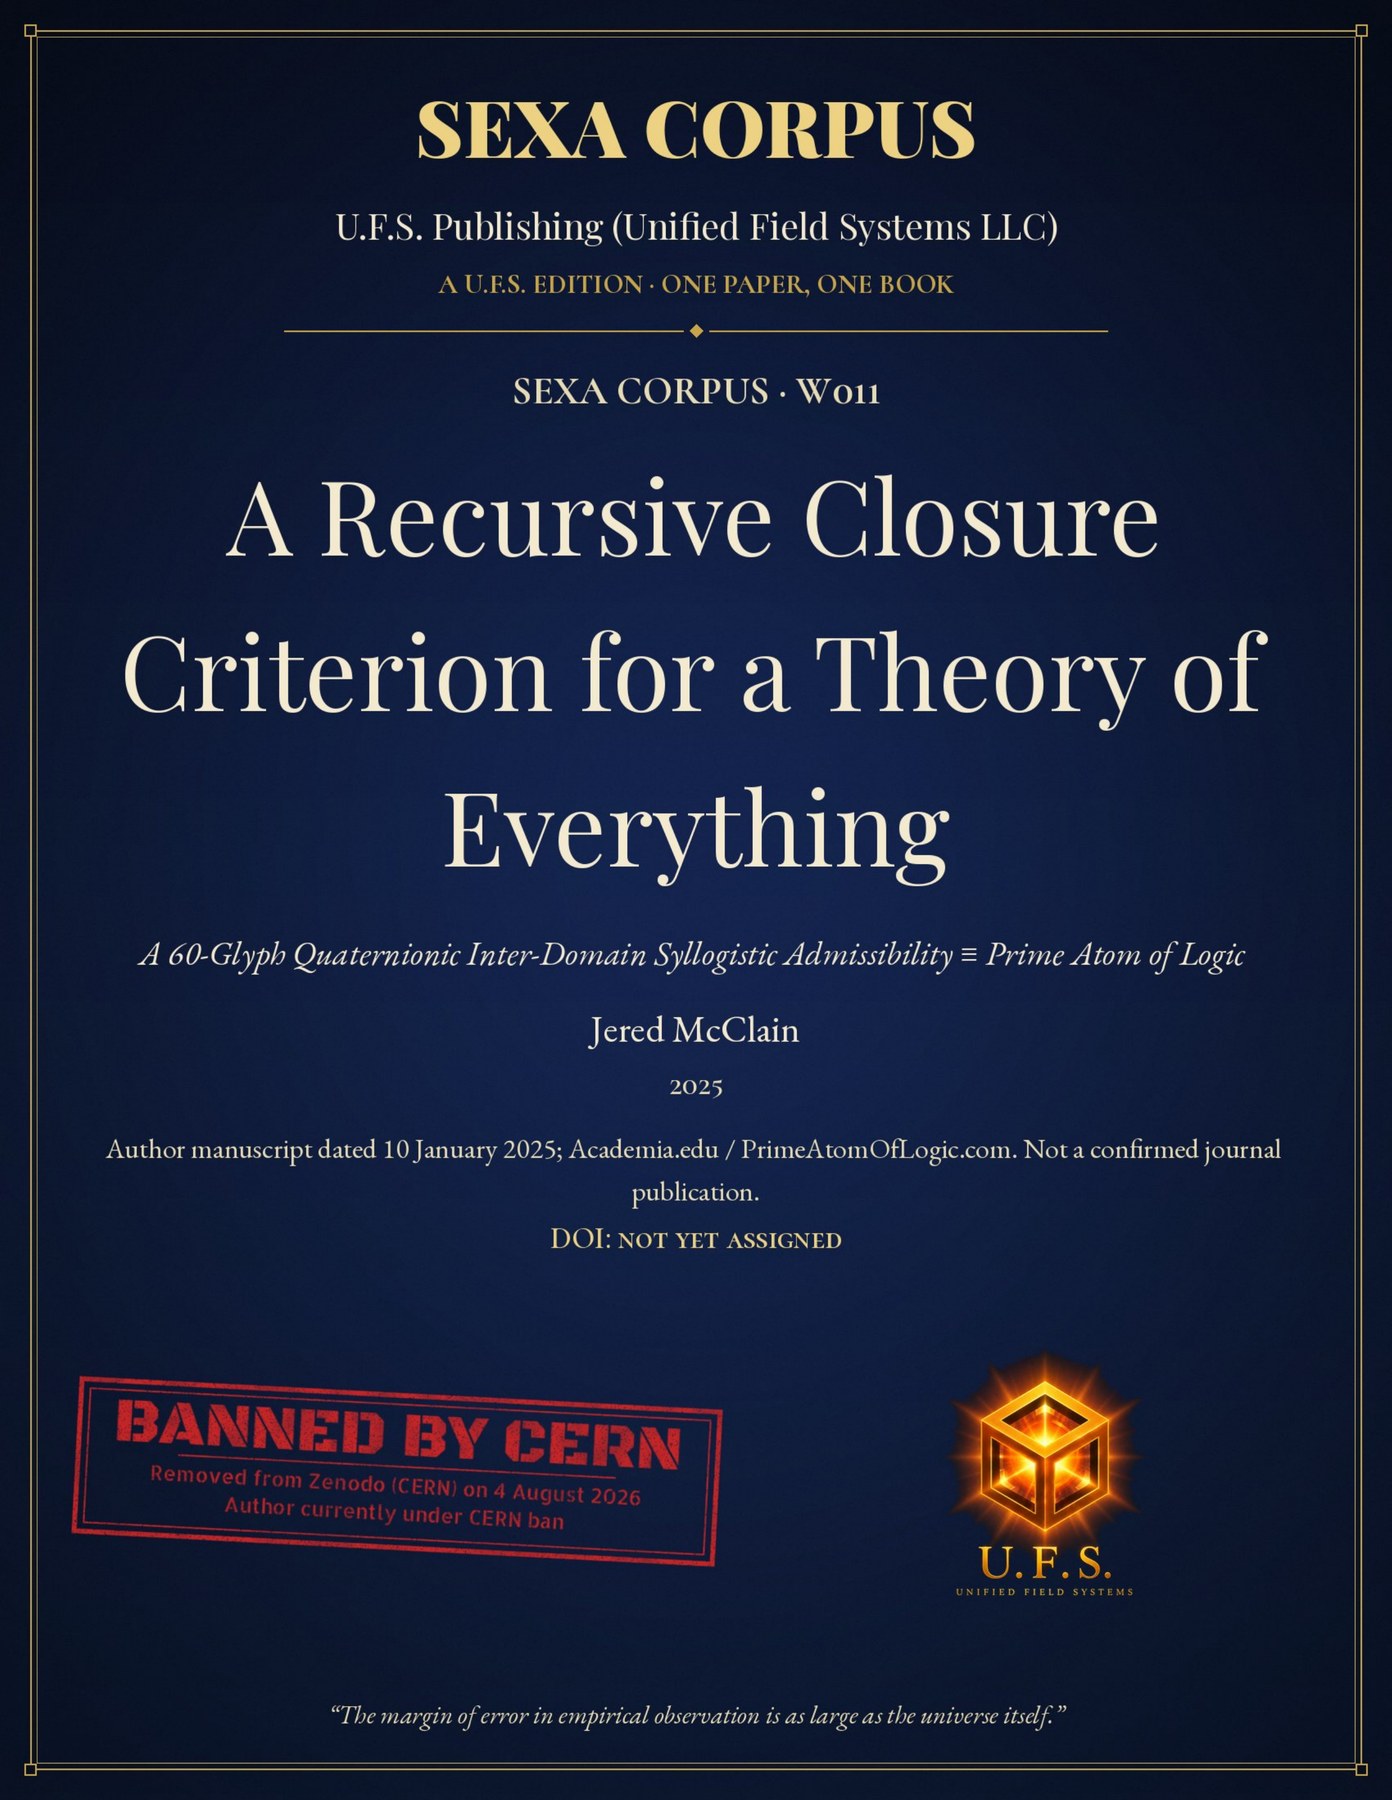 SEXA CORPUS
U.F.S. Publishing (Unified Field Systems LLC)
A U.F.S. EDITION · ONE PAPER, ONE BOOK
SEXA CORPUS · W011
A Recursive Closure
Criterion for a Theory of
Everything
A 60-Glyph Quaternionic Inter-Domain Syllogistic Admissibility ≡ Prime Atom of Logic
Jered McClain
2025
Author manuscript dated 10 January 2025; Academia.edu / PrimeAtomOfLogic.com. Not a confirmed journal
publication.
DOI: NOT YET ASSIGNED
BANNED BY CERN
Removed from Zenodo (CERN) on 4 August 2026
Author currently under CERN ban
U.F.S.
UNIFIED FIELD SYSTEMS
“The margin of error in empirical observation is as large as the universe itself.”